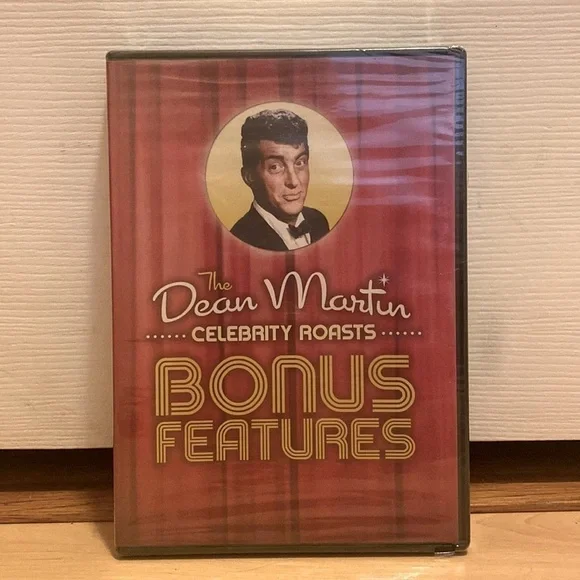 The
Dean Martin
CELEBRITY ROASTS
BONUS
FEATURES